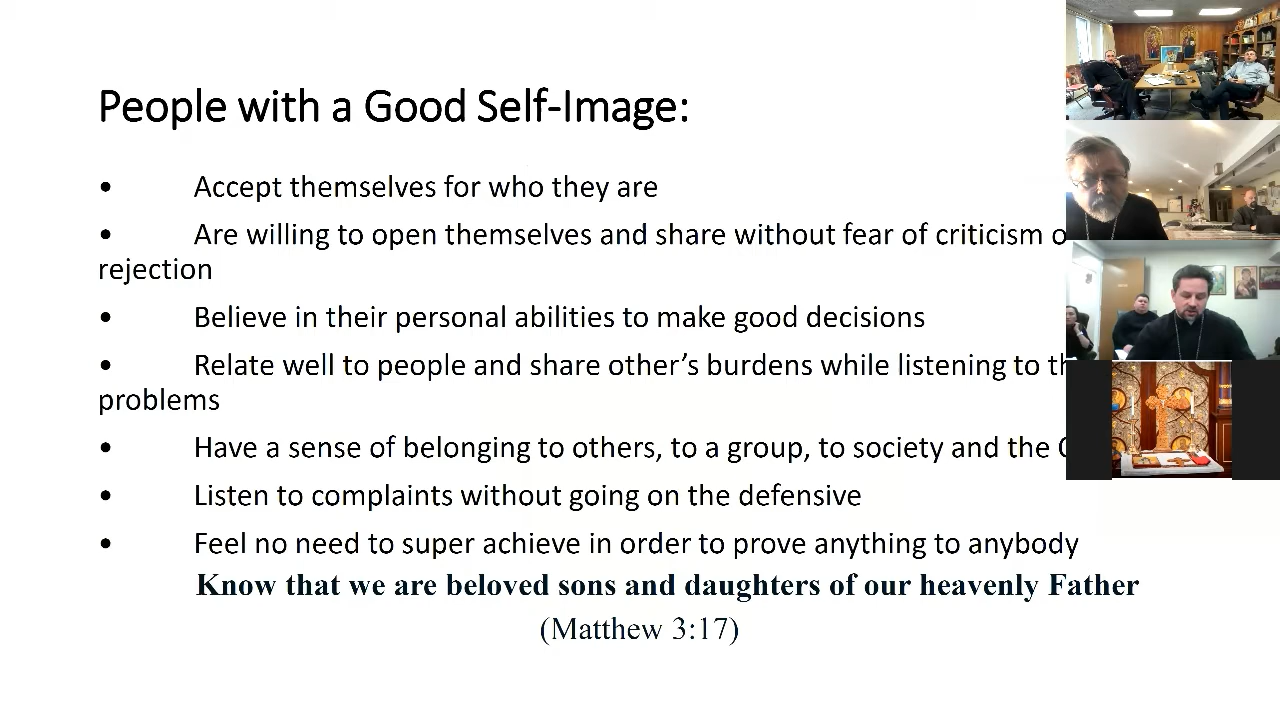 People with a Good Self-Image:
• Accept themselves for who they are
• Are willing to open themselves and share without fear of criticism
rejection
• Believe in their personal abilities to make good decisions
• Relate well to people and share other’s burdens while listening to
problems
• Have a sense of belonging to others, to a group, to society and the
• Listen to complaints without going on the defensive
• Feel no need to super achieve in order to prove anything to anybody
Know that we are beloved sons and daughters of our heavenly Father
(Matthew 3:17)